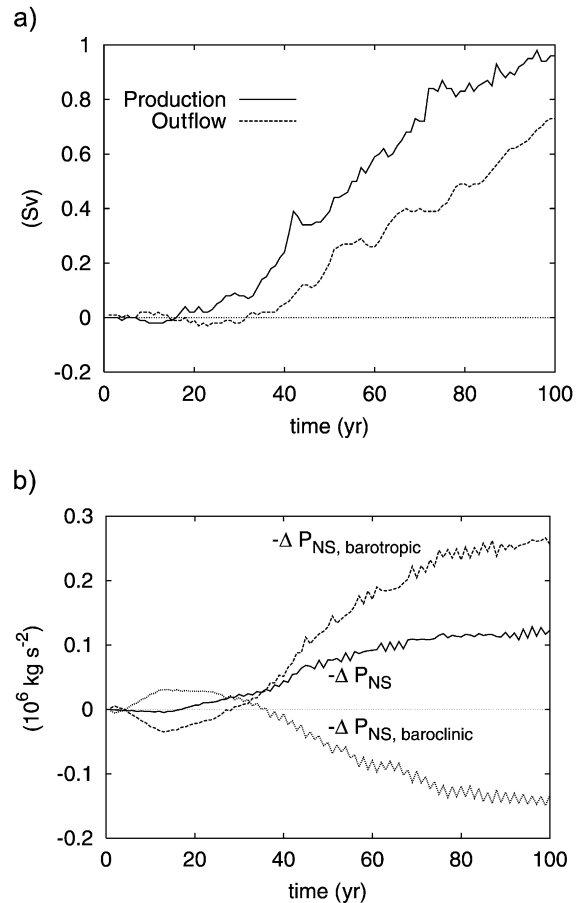 a)
1
0.8
0.6
0.4
0.2
0
-0.2
(Sv)
Production
Outflow
0 20 40 60 80 100
time (yr)
b)
0.3
0.2
0.1
0
-0.1
-0.2
(10^6 kg s^-2)
-Δ P_NS, barotropic
-Δ P_NS
-Δ P_NS, baroclinic
0 20 40 60 80 100
time (yr)